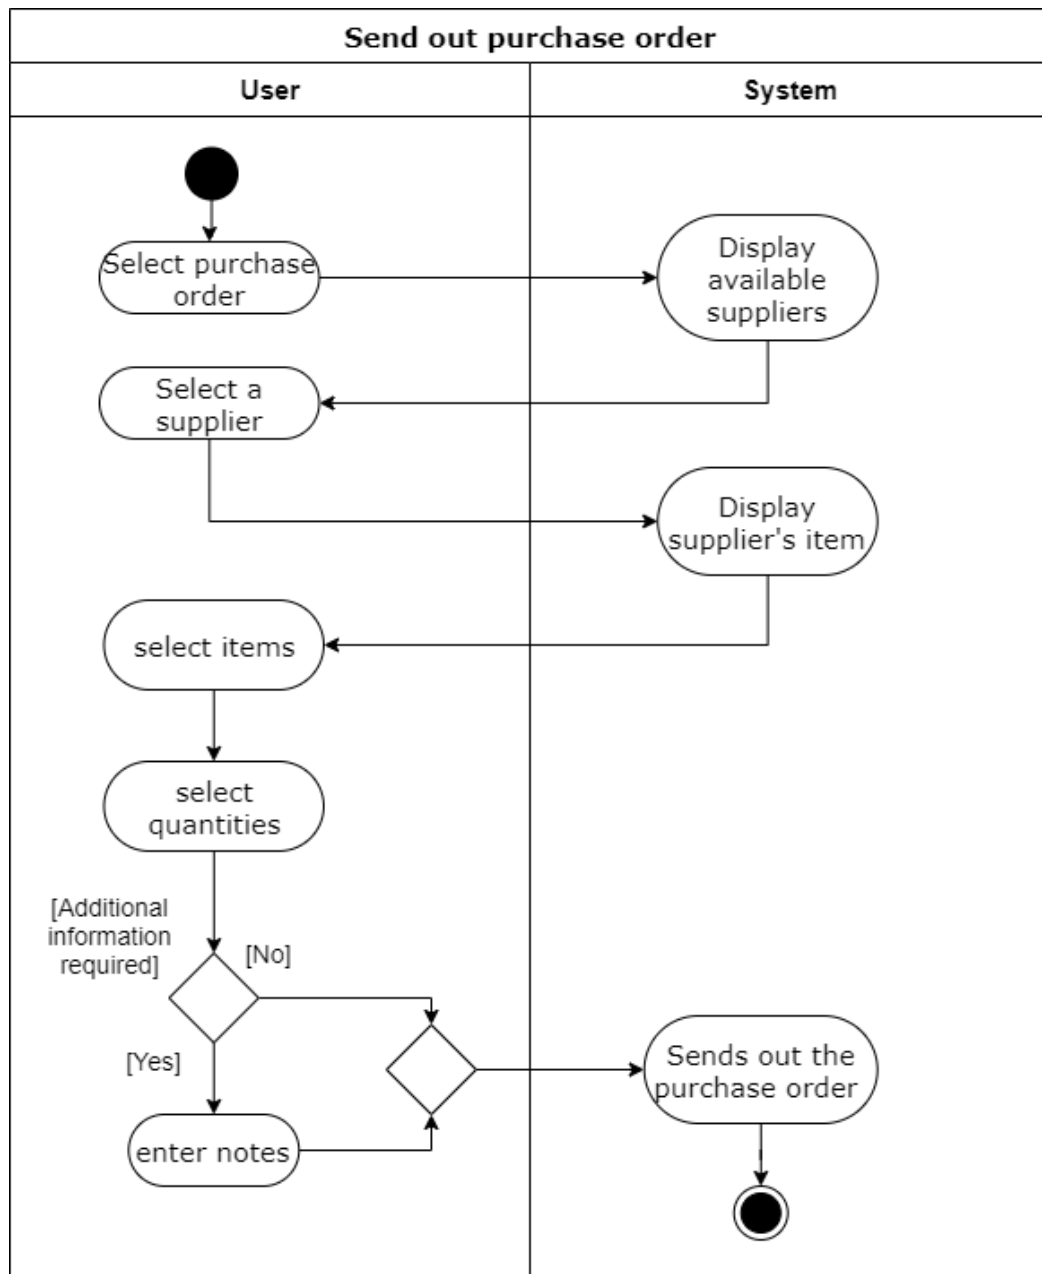 Send out purchase order
User
System
Select purchase
order
Display
available
suppliers
Select a
supplier
Display
supplier's item
select items
select
quantities
[Additional
information
required]
[No]
[Yes]
enter notes
Sends out the
purchase order